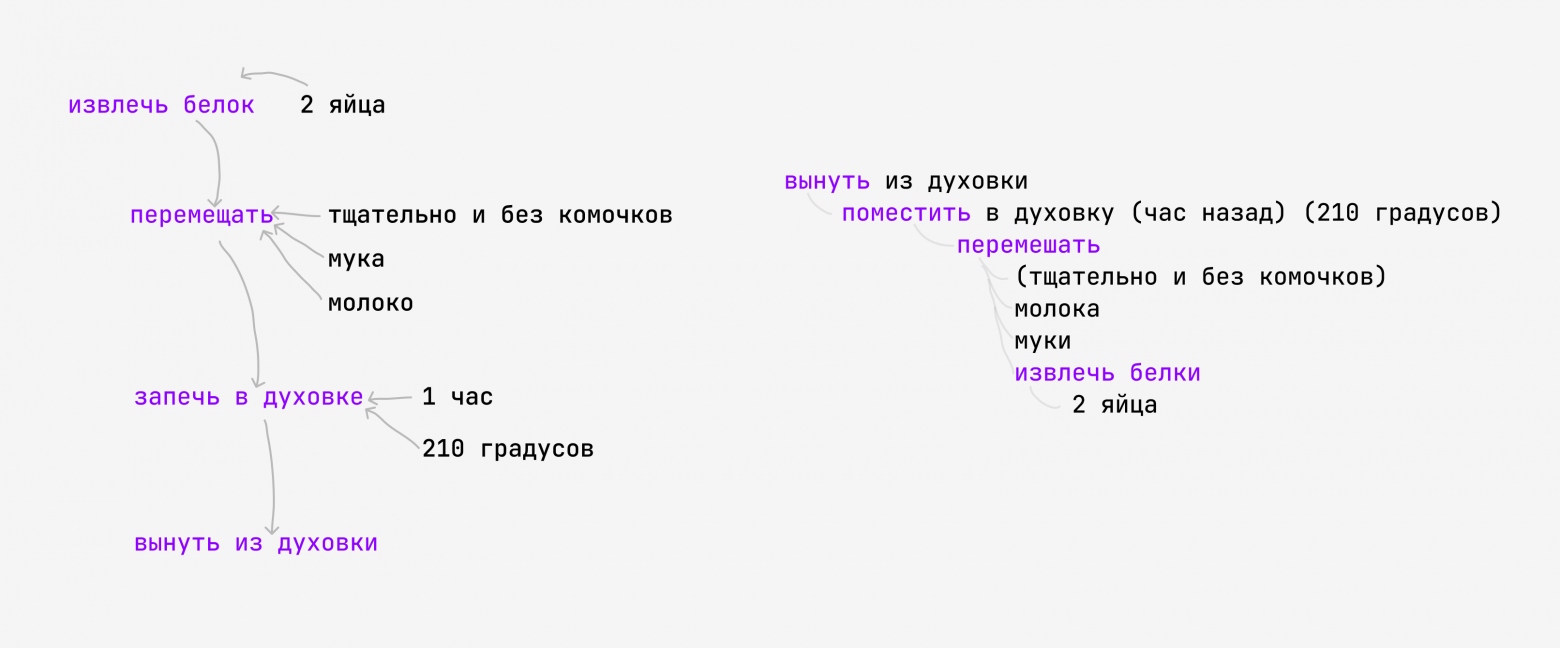 извлечь белок 2 яйца
перемещать тщательно и без комочков
мука
молоко
запечь в духовке 1 час
210 градусов
вынуть из духовки
вынуть из духовки
поместить в духовку (час назад) (210 градусов)
перемешать
(тщательно и без комочков)
молока
муки
извлечь белки
2 яйца